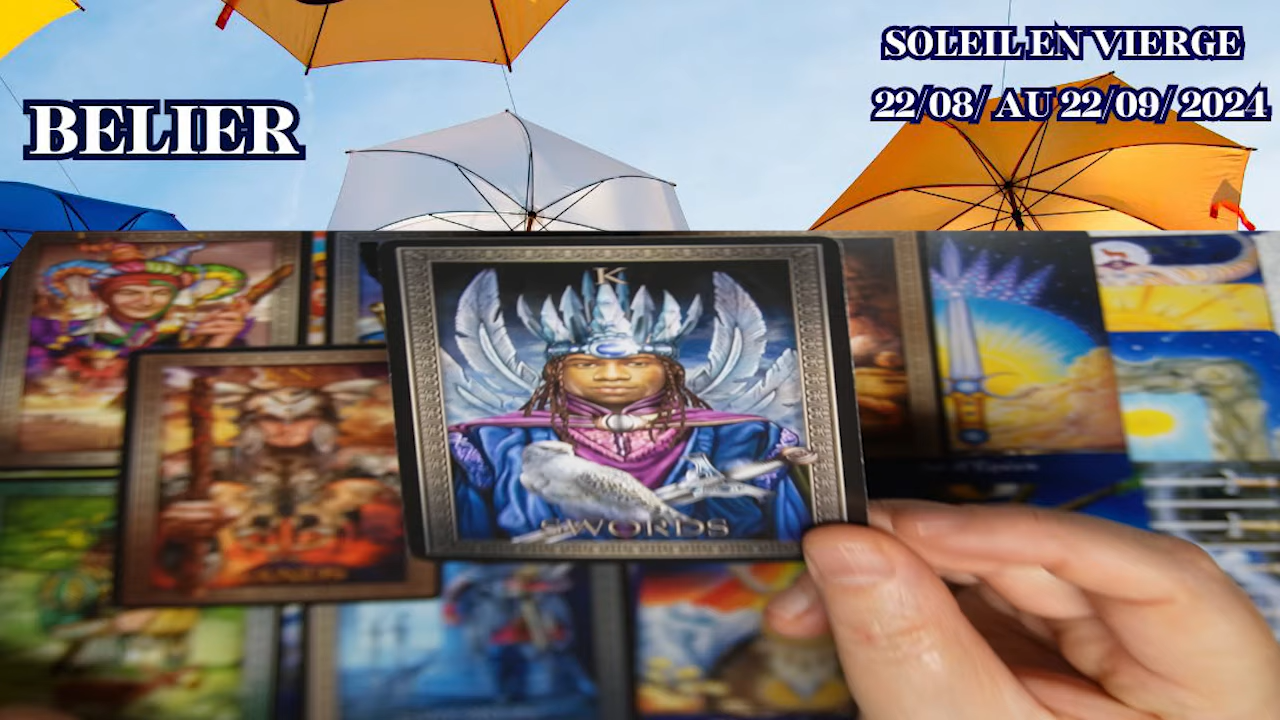 SOLEIL EN VIERGE
22/08/ AU 22/09/ 2024
BELIER
K
SWORDS